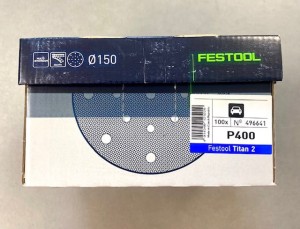 Ø150
FESTOOL
100x N° 496641
P400
Festool Titan 2